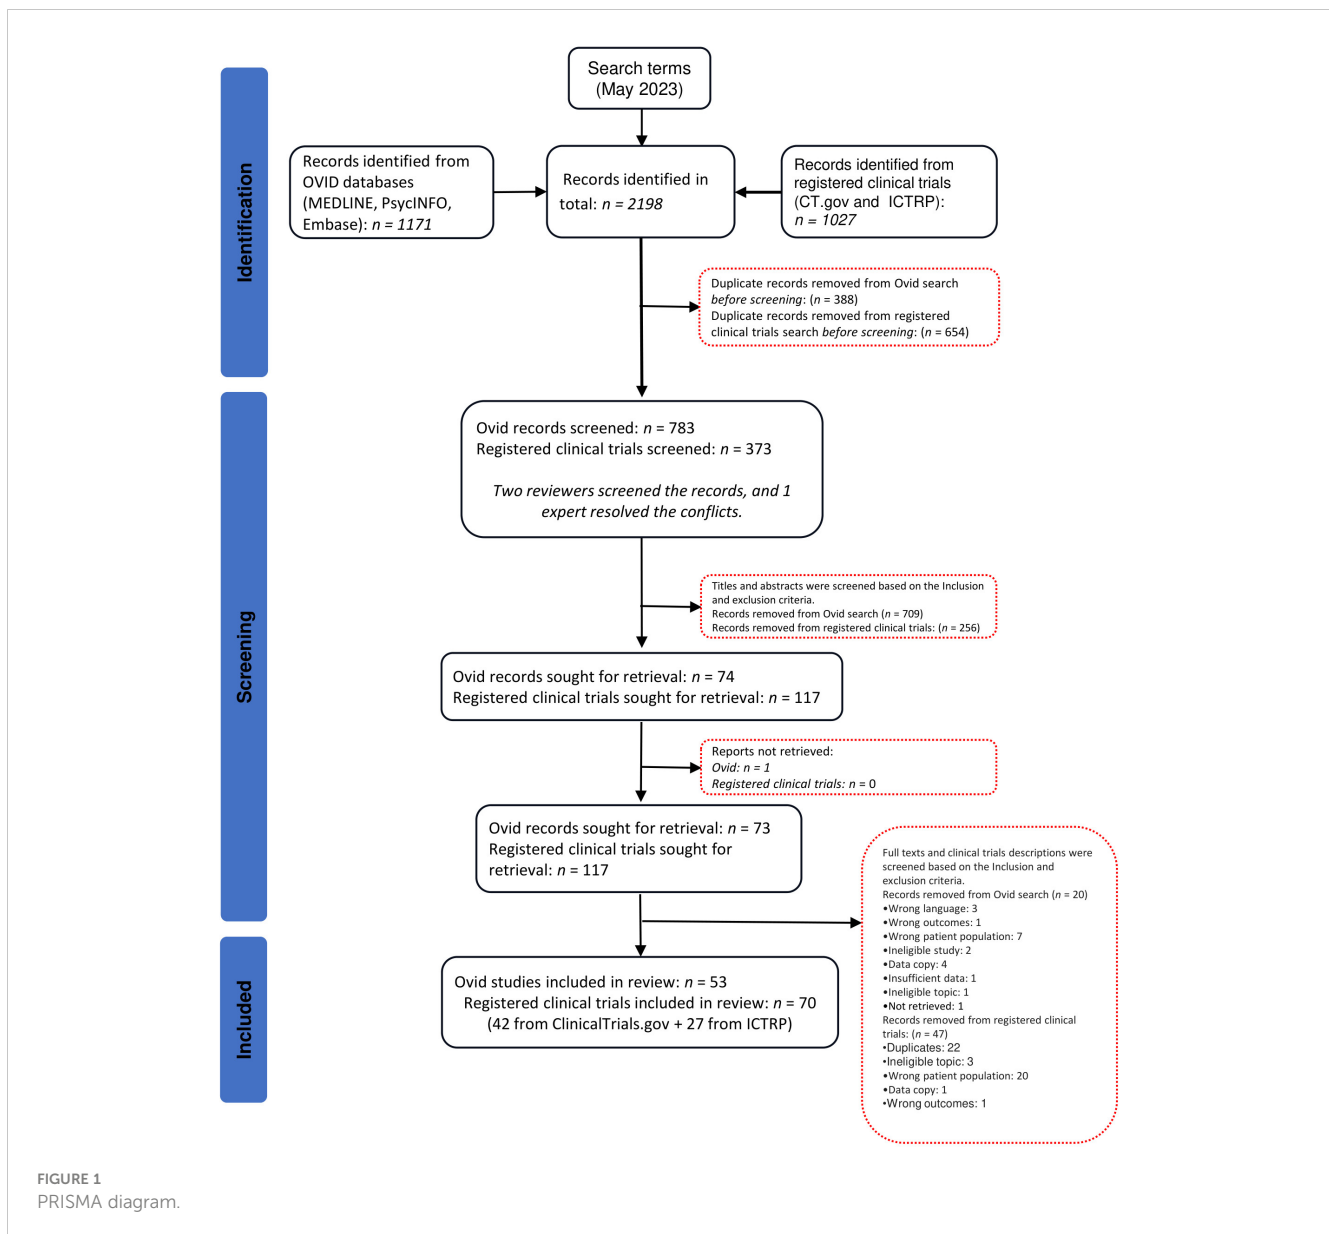 Search terms
(May 2023)
Identification
Records identified from
OVID databases
(MEDLINE, PsycINFO,
Embase): n = 1171
Records identified in
total: n = 2198
Records identified from
registered clinical trials
(CT.gov and ICTRP):
n = 1027
Duplicate records removed from Ovid search
before screening: (n = 388)
Duplicate records removed from registered
clinical trials search before screening: (n = 654)
Screening
Ovid records screened: n = 783
Registered clinical trials screened: n = 373
Two reviewers screened the records, and 1
expert resolved the conflicts.
Titles and abstracts were screened based on the Inclusion
and exclusion criteria.
Records removed from Ovid search (n = 709)
Records removed from registered clinical trials: (n = 256)
Ovid records sought for retrieval: n = 74
Registered clinical trials sought for retrieval: n = 117
Reports not retrieved:
Ovid: n = 1
Registered clinical trials: n = 0
Ovid records sought for retrieval: n = 73
Registered clinical trials sought for
retrieval: n = 117
Full texts and clinical trials descriptions were
screened based on the Inclusion and
exclusion criteria.
Records removed from Ovid search (n = 20)
•Wrong language: 3
•Wrong outcomes: 1
•Wrong patient population: 7
•Ineligible study: 2
•Data copy: 4
•Insufficient data: 1
•Ineligible topic: 1
•Not retrieved: 1
Records removed from registered clinical
trials: (n = 47)
•Duplicates: 22
•Ineligible topic: 3
•Wrong patient population: 20
•Data copy: 1
•Wrong outcomes: 1
Included
Ovid studies included in review: n = 53
Registered clinical trials included in review: n = 70
(42 from ClinicalTrials.gov + 27 from ICTRP)
FIGURE 1
PRISMA diagram.